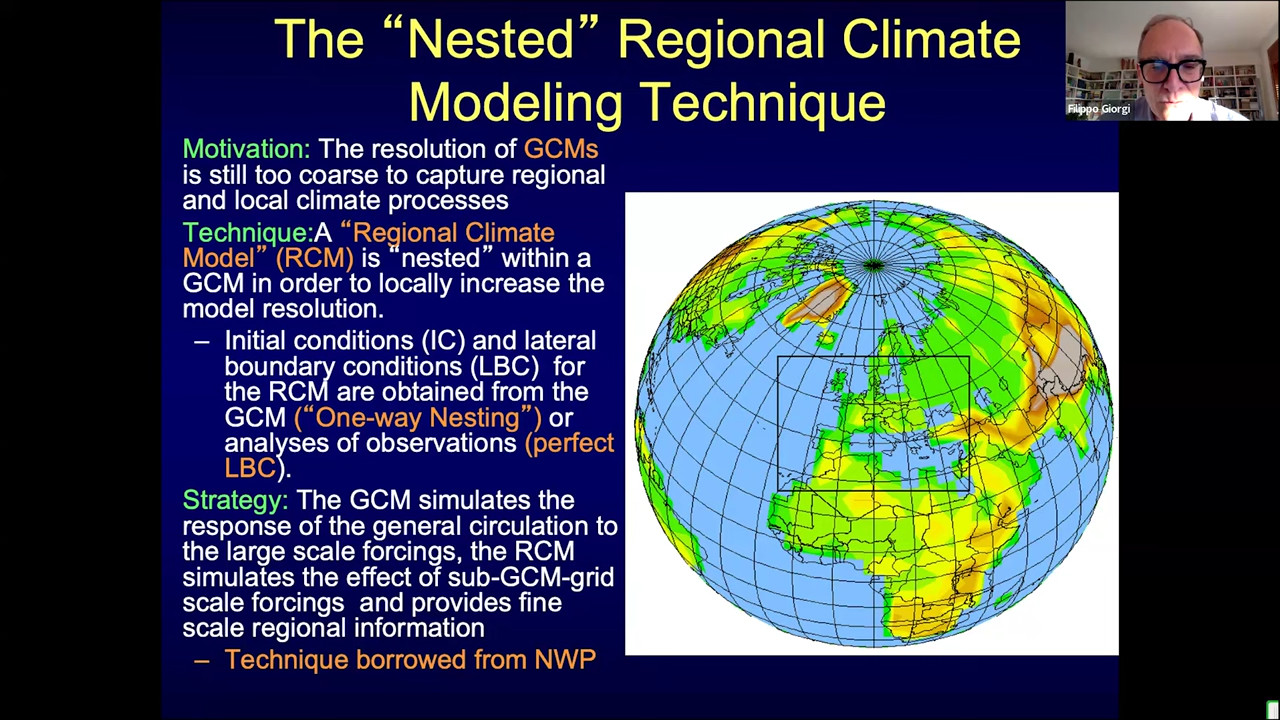 The “Nested” Regional Climate
Modeling Technique
Filippo Giorgi
Motivation: The resolution of GCMs
is still too coarse to capture regional
and local climate processes
Technique:A “Regional Climate
Model” (RCM) is “nested” within a
GCM in order to locally increase the
model resolution.
– Initial conditions (IC) and lateral
boundary conditions (LBC) for
the RCM are obtained from the
GCM (“One-way Nesting”) or
analyses of observations (perfect
LBC).
Strategy: The GCM simulates the
response of the general circulation to
the large scale forcings, the RCM
simulates the effect of sub-GCM-grid
scale forcings and provides fine
scale regional information
– Technique borrowed from NWP